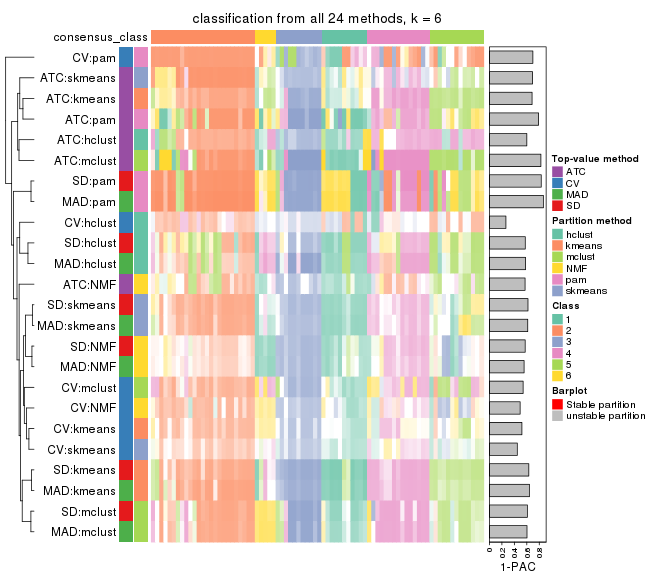 classification from all 24 methods, k = 6
consensus_class
CV:pam
ATC:skmeans
ATC:kmeans
ATC:pam
ATC:hclust
ATC:mclust
SD:pam
MAD:pam
CV:hclust
SD:hclust
MAD:hclust
ATC:NMF
SD:skmeans
MAD:skmeans
SD:NMF
MAD:NMF
CV:mclust
CV:NMF
CV:kmeans
CV:skmeans
SD:kmeans
MAD:kmeans
SD:mclust
MAD:mclust
0 0.2 0.4 0.6 0.8
1-PAC
Top-value method
ATC
CV
MAD
SD
Partition method
hclust
kmeans
mclust
NMF
pam
skmeans
Class
1
2
3
4
5
6
Barplot
Stable partition
unstable partition